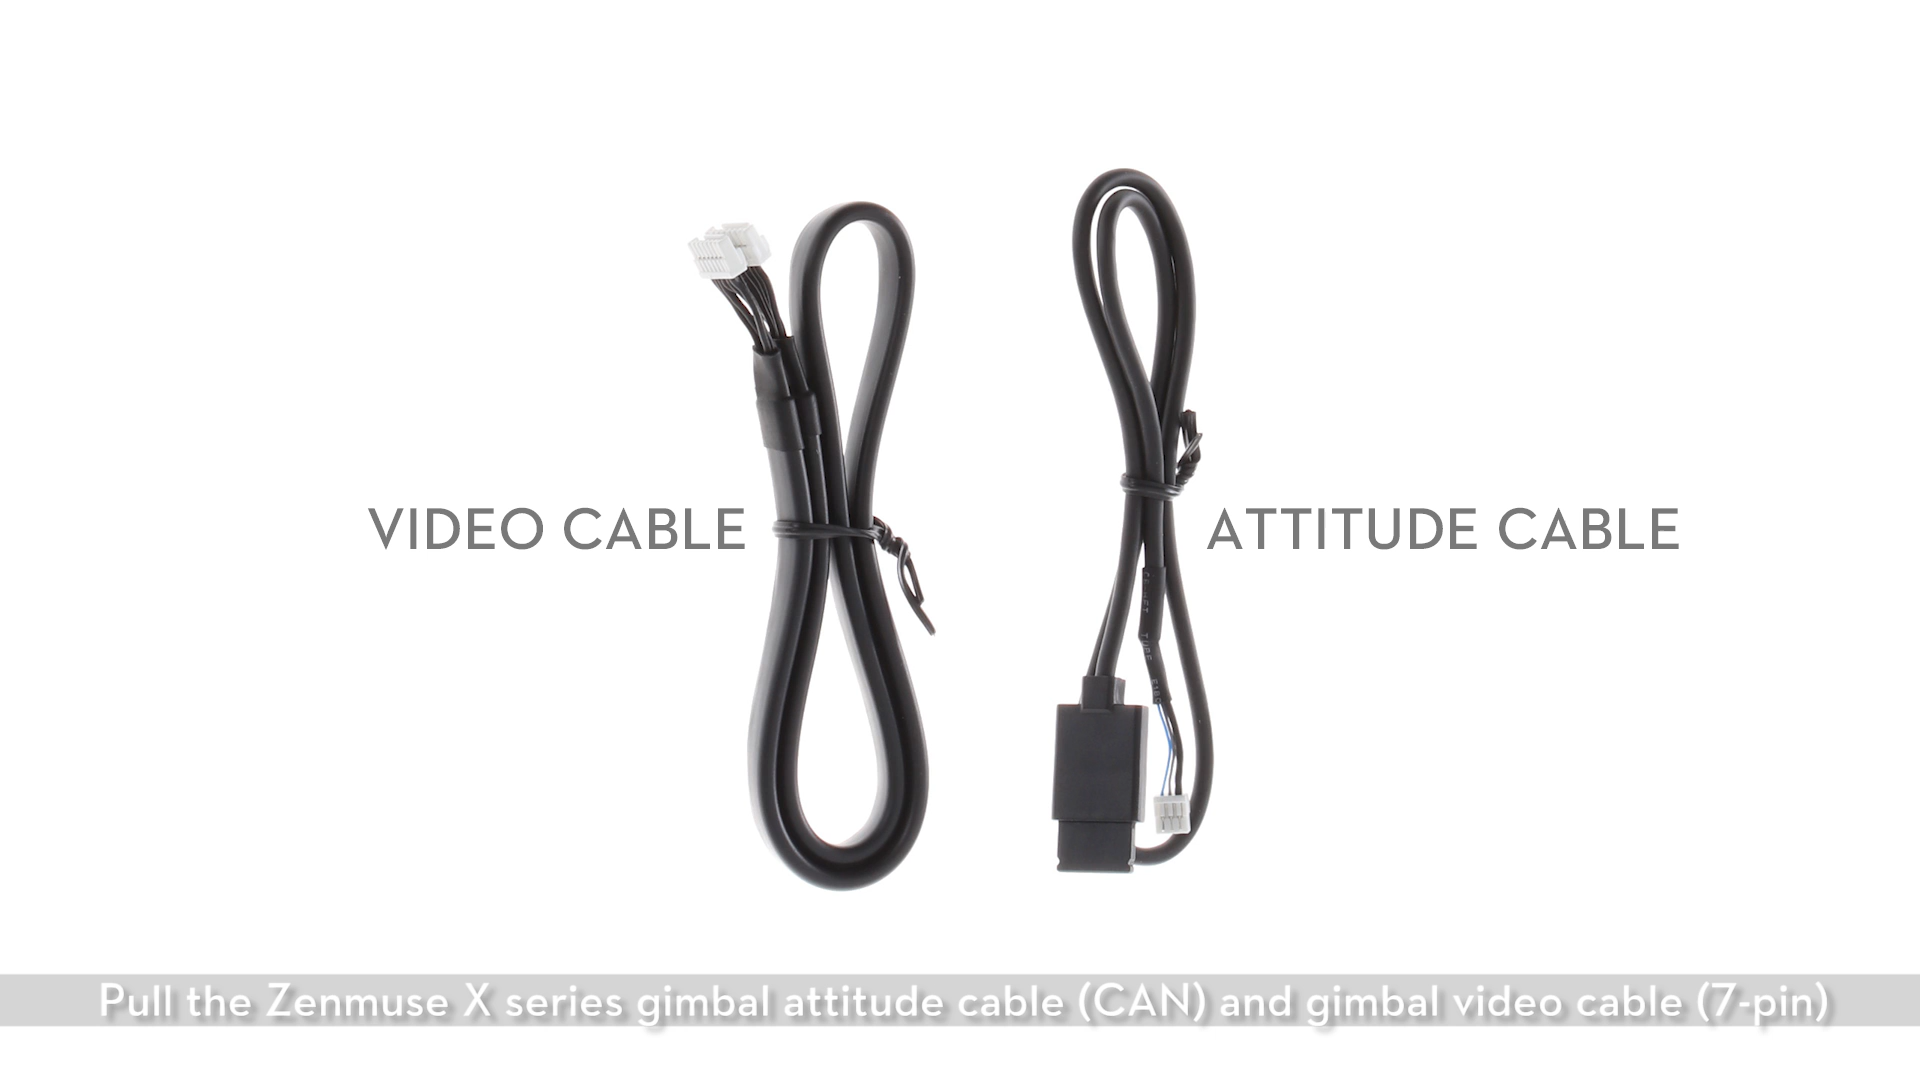 VIDEO CABLE
ATTITUDE CABLE
Pull the Zenmuse X series gimbal attitude cable (CAN) and gimbal video cable (7-pin)